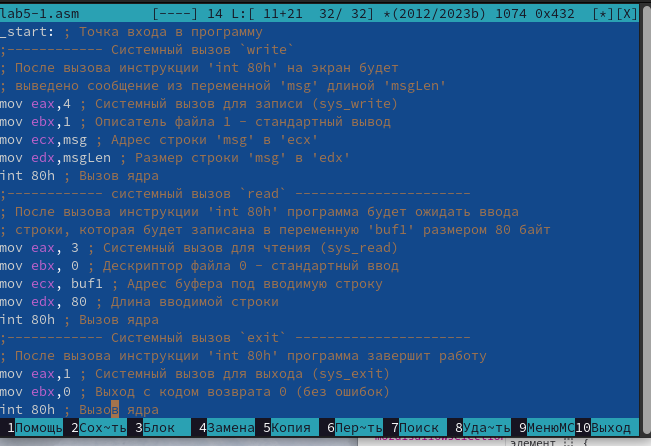 lab5-1.asm [----] 14 L:[ 11+21 32/ 32] *(2012/2023b) 1074 0x432 [*][X]
_start: ; Точка входа в программу
;------------ Системный вызов `write`
; После вызова инструкции 'int 80h' на экран будет
; выведено сообщение из переменной 'msg' длиной 'msgLen'
mov eax,4 ; Системный вызов для записи (sys_write)
mov ebx,1 ; Описатель файла 1 - стандартный вывод
mov ecx,msg ; Адрес строки 'msg' в 'ecx'
mov edx,msgLen ; Размер строки 'msg' в 'edx'
int 80h ; Вызов ядра
;------------ системный вызов `read` ----------------------
; После вызова инструкции 'int 80h' программа будет ожидать ввода
; строки, которая будет записана в переменную 'buf1' размером 80 байт
mov eax, 3 ; Системный вызов для чтения (sys_read)
mov ebx, 0 ; Дескриптор файла 0 - стандартный ввод
mov ecx, buf1 ; Адрес буфера под вводимую строку
mov edx, 80 ; Длина вводимой строки
int 80h ; Вызов ядра
;------------ Системный вызов `exit` ----------------------
; После вызова инструкции 'int 80h' программа завершит работу
mov eax,1 ; Системный вызов для выхода (sys_exit)
mov ebx,0 ; Выход с кодом возврата 0 (без ошибок)
int 80h ; Вызов ядра
1Помощь 2Сох~ть 3Блок 4Замена 5Копия 6Пер~ть 7Поиск 8Уда~ть 9МенюMC 10Выход
элемент